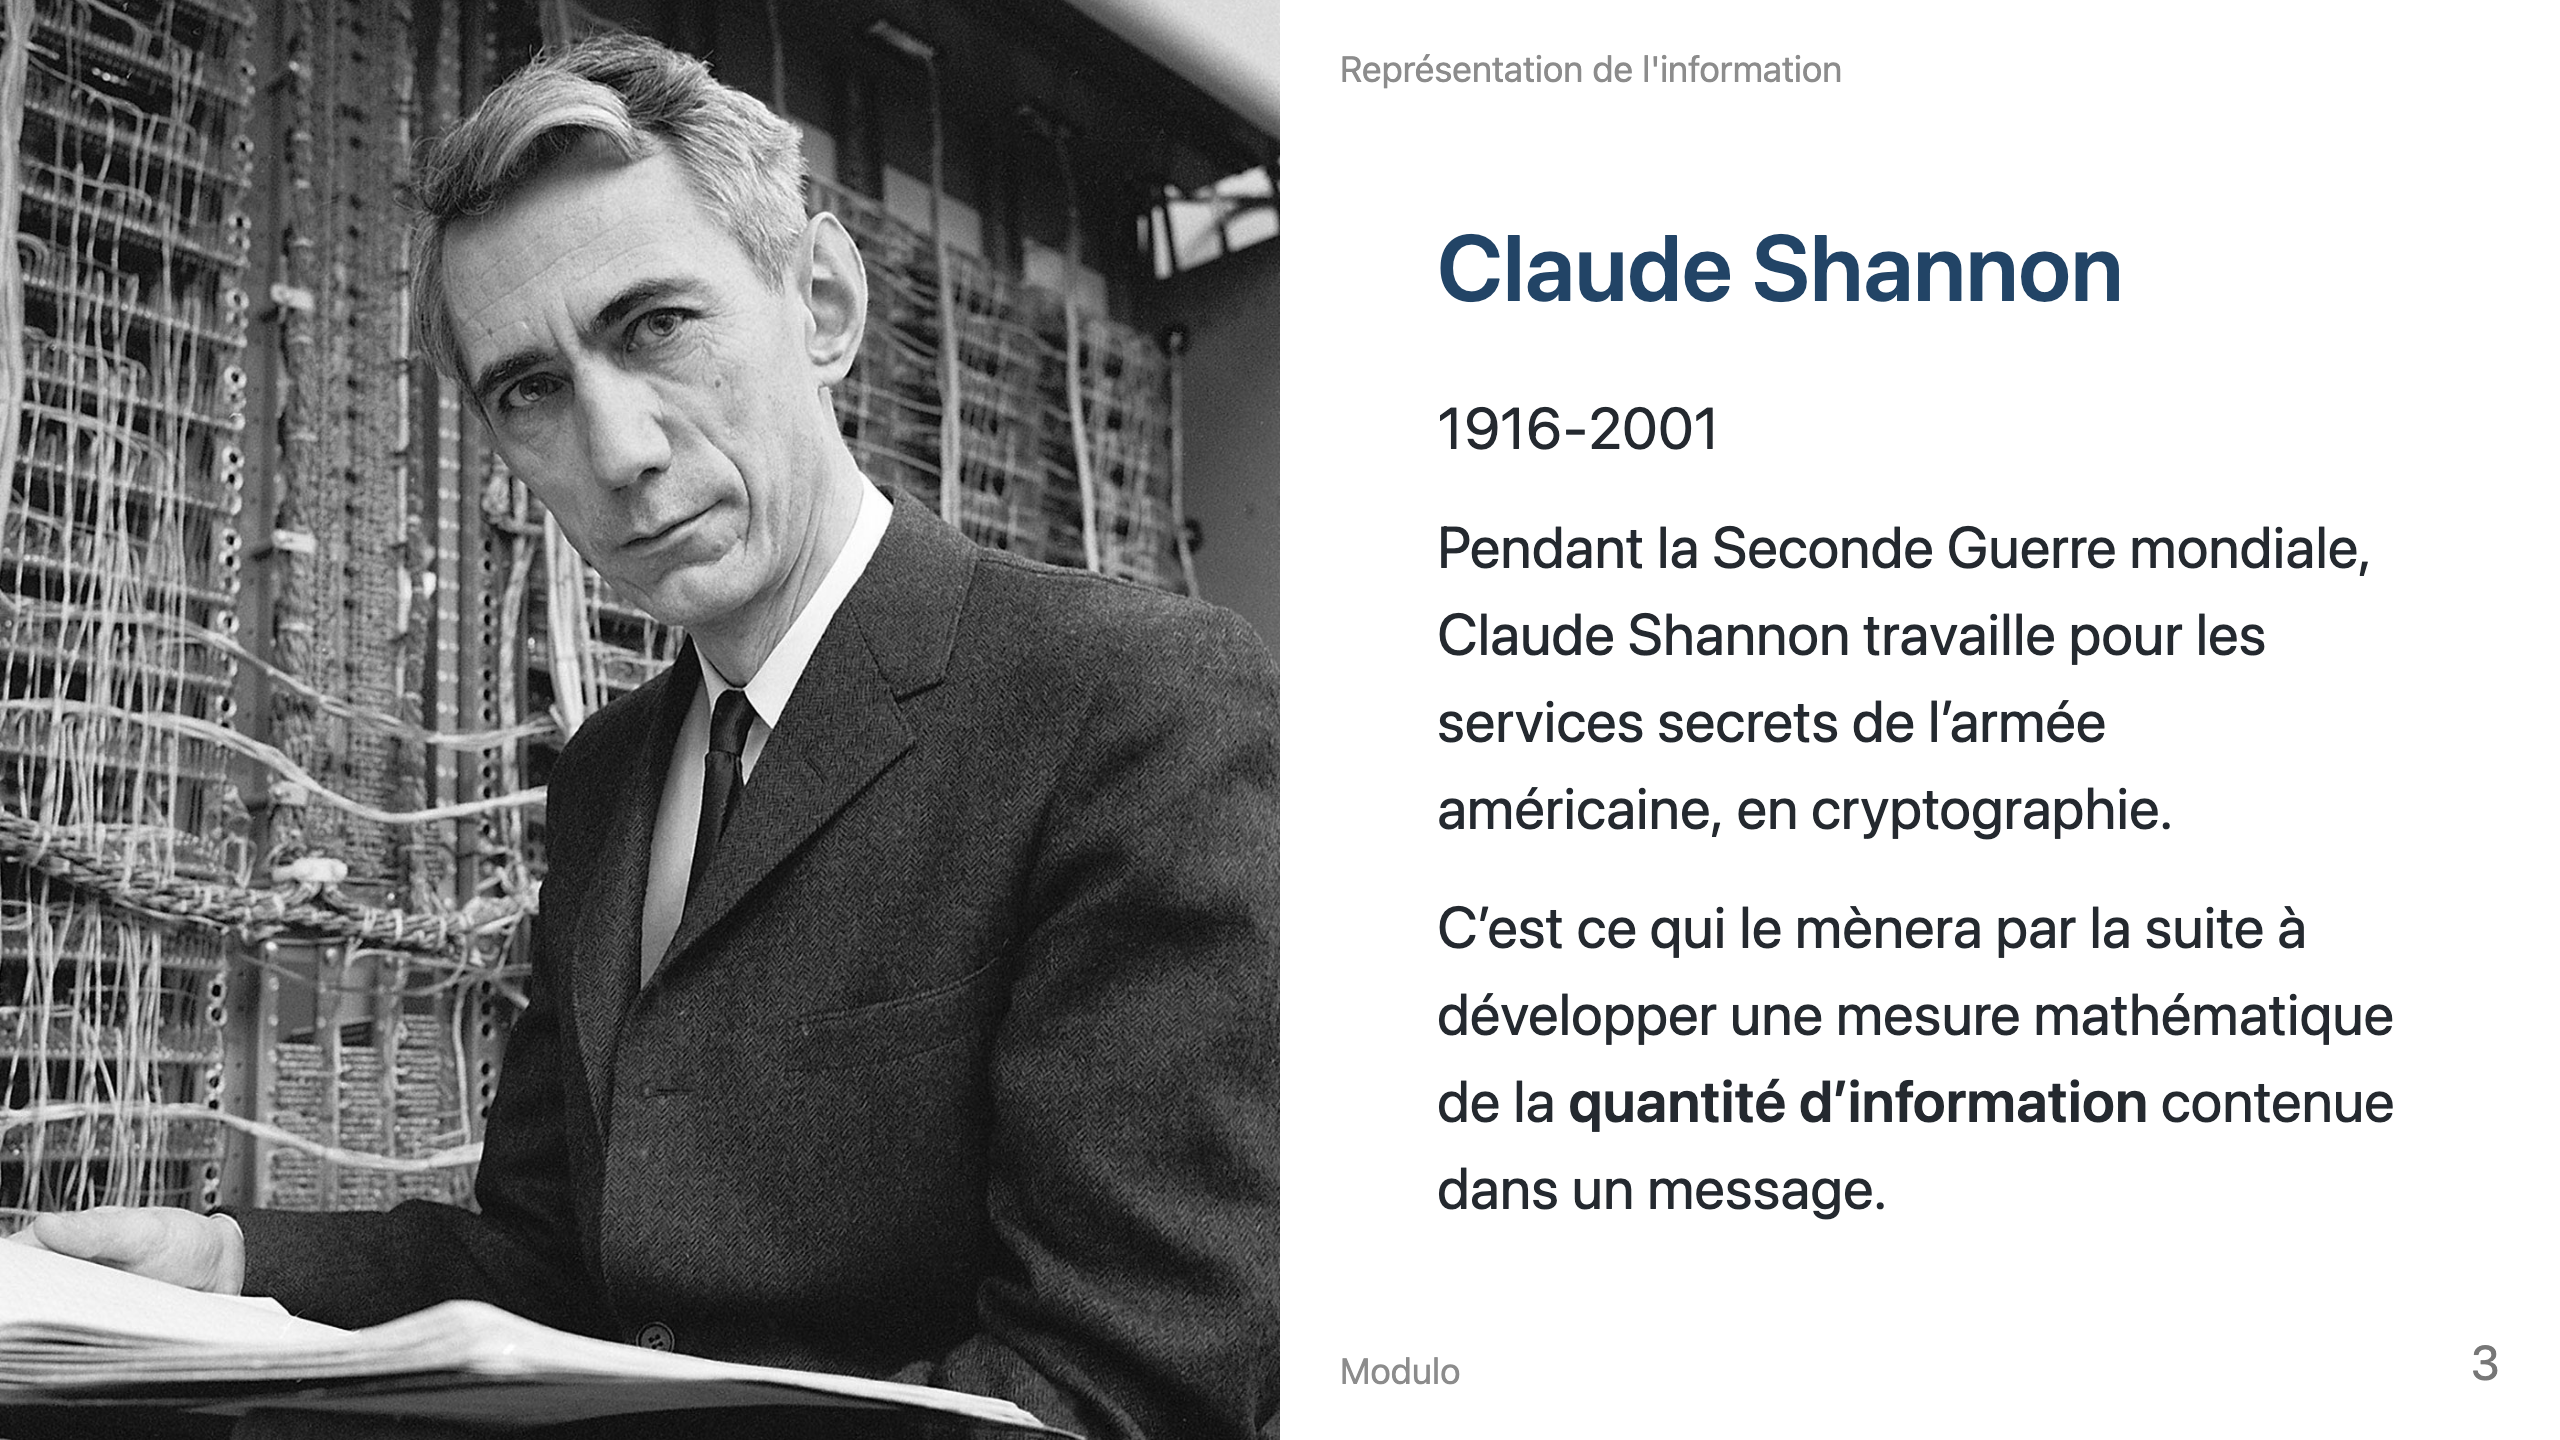 Représentation de l'information
Claude Shannon
1916-2001
Pendant la Seconde Guerre mondiale,
Claude Shannon travaille pour les
services secrets de l’armée
américaine, en cryptographie.
C’est ce qui le mènera par la suite à
développer une mesure mathématique
de la quantité d’information contenue
dans un message.
Modulo
3